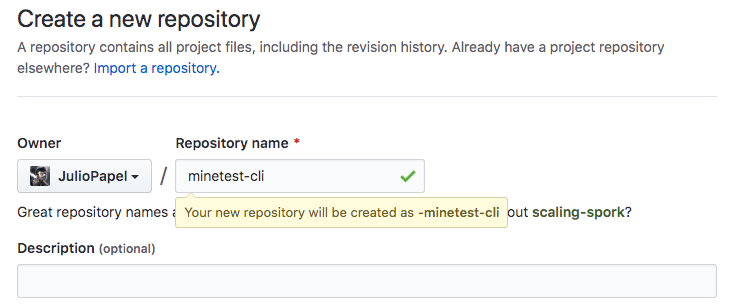 Create a new repository
A repository contains all project files, including the revision history. Already have a project repository
elsewhere? Import a repository.
Owner
Repository name *
JulioPapel
/
minetest-cli
Great repository names
Your new repository will be created as -minetest-cli
out scaling-spork?
Description (optional)